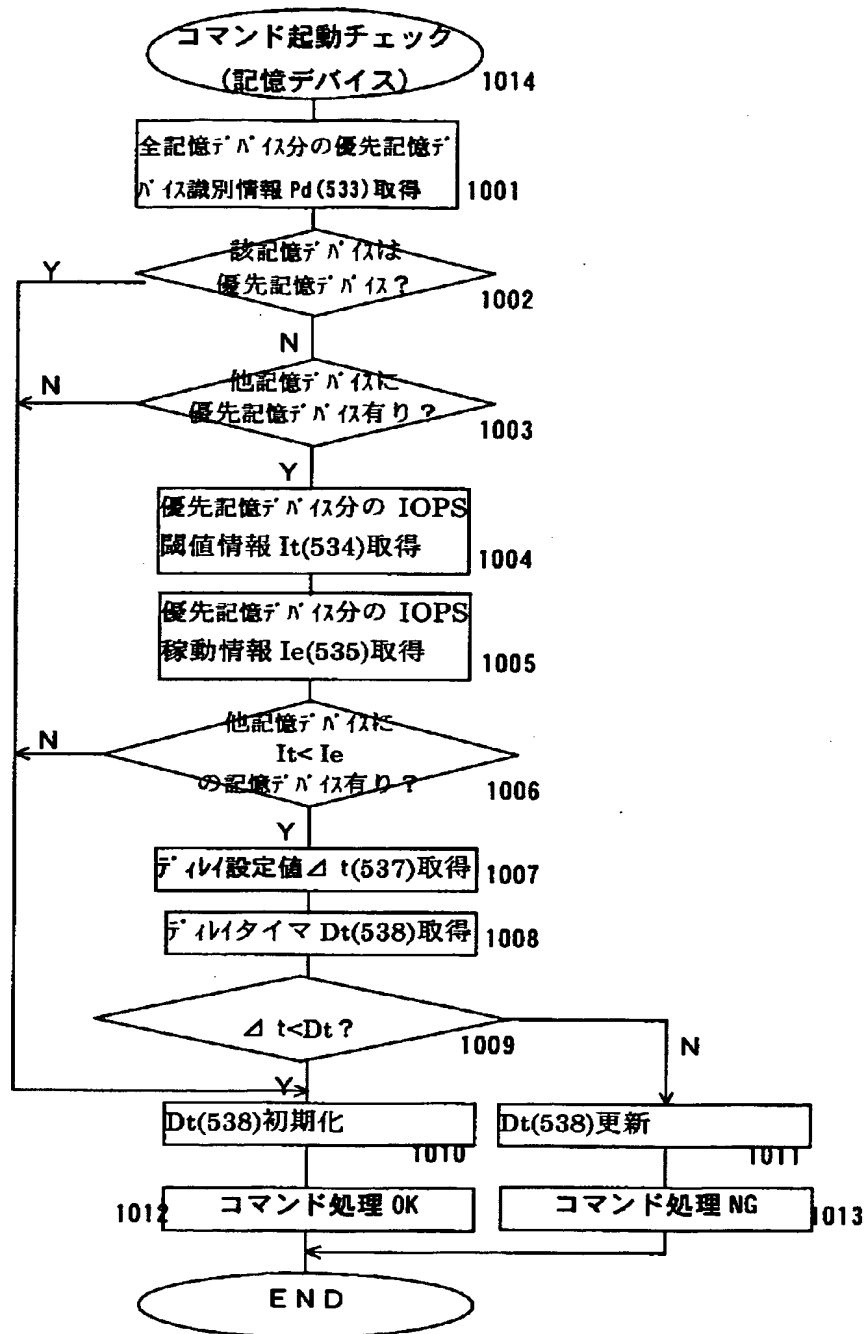 コマンド起動チェック
(記憶デバイス)
1014
全記憶ﾃﾞﾊﾞｲｽ分の優先記憶ﾃﾞ
ﾊﾞｲｽ識別情報 Pd(533)取得
1001
該記憶ﾃﾞﾊﾞｲｽは
優先記憶ﾃﾞﾊﾞｲｽ?
1002
Y
N
他記憶ﾃﾞﾊﾞｲｽに
優先記憶ﾃﾞﾊﾞｲｽ有り?
1003
N
Y
優先記憶ﾃﾞﾊﾞｲｽ分の IOPS
閾値情報 It(534)取得
1004
優先記憶ﾃﾞﾊﾞｲｽ分の IOPS
稼動情報 Ie(535)取得
1005
他記憶ﾃﾞﾊﾞｲｽに
It< Ie
の記憶ﾃﾞﾊﾞｲｽ有り?
1006
N
Y
ﾃﾞｨﾚｲ設定値⊿ t(537)取得
1007
ﾃﾞｨﾚｲタイマ Dt(538)取得
1008
⊿ t<Dt?
1009
N
Y
Dt(538)初期化
1010
Dt(538)更新
1011
1012
コマンド処理 OK
コマンド処理 NG
1013
END